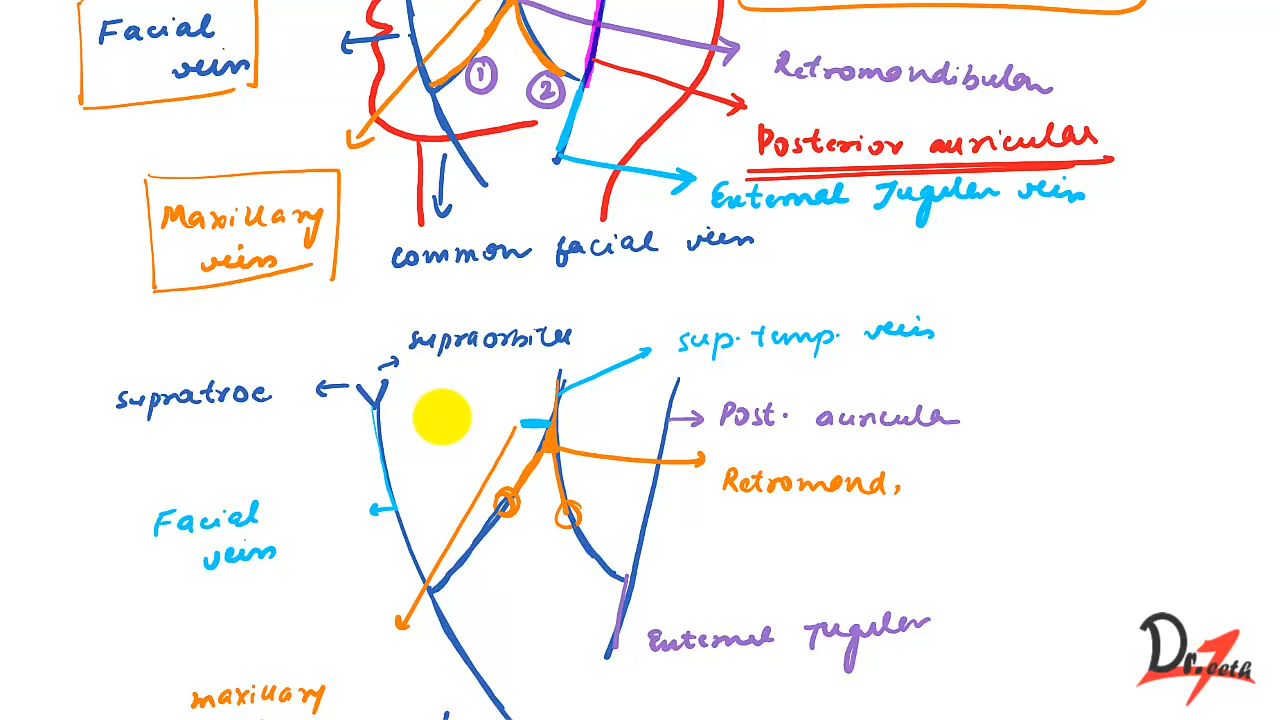 Facial
vein
①
②
Retromandibular
Posterior auricular
External Jugular vein
Maxillary
vein
common facial vein
supraorbital
sup. temp. vein
supratroc
Post. auricular
Retromand.
Facial
vein
External Jugular
maxillary
Dr.Teeth